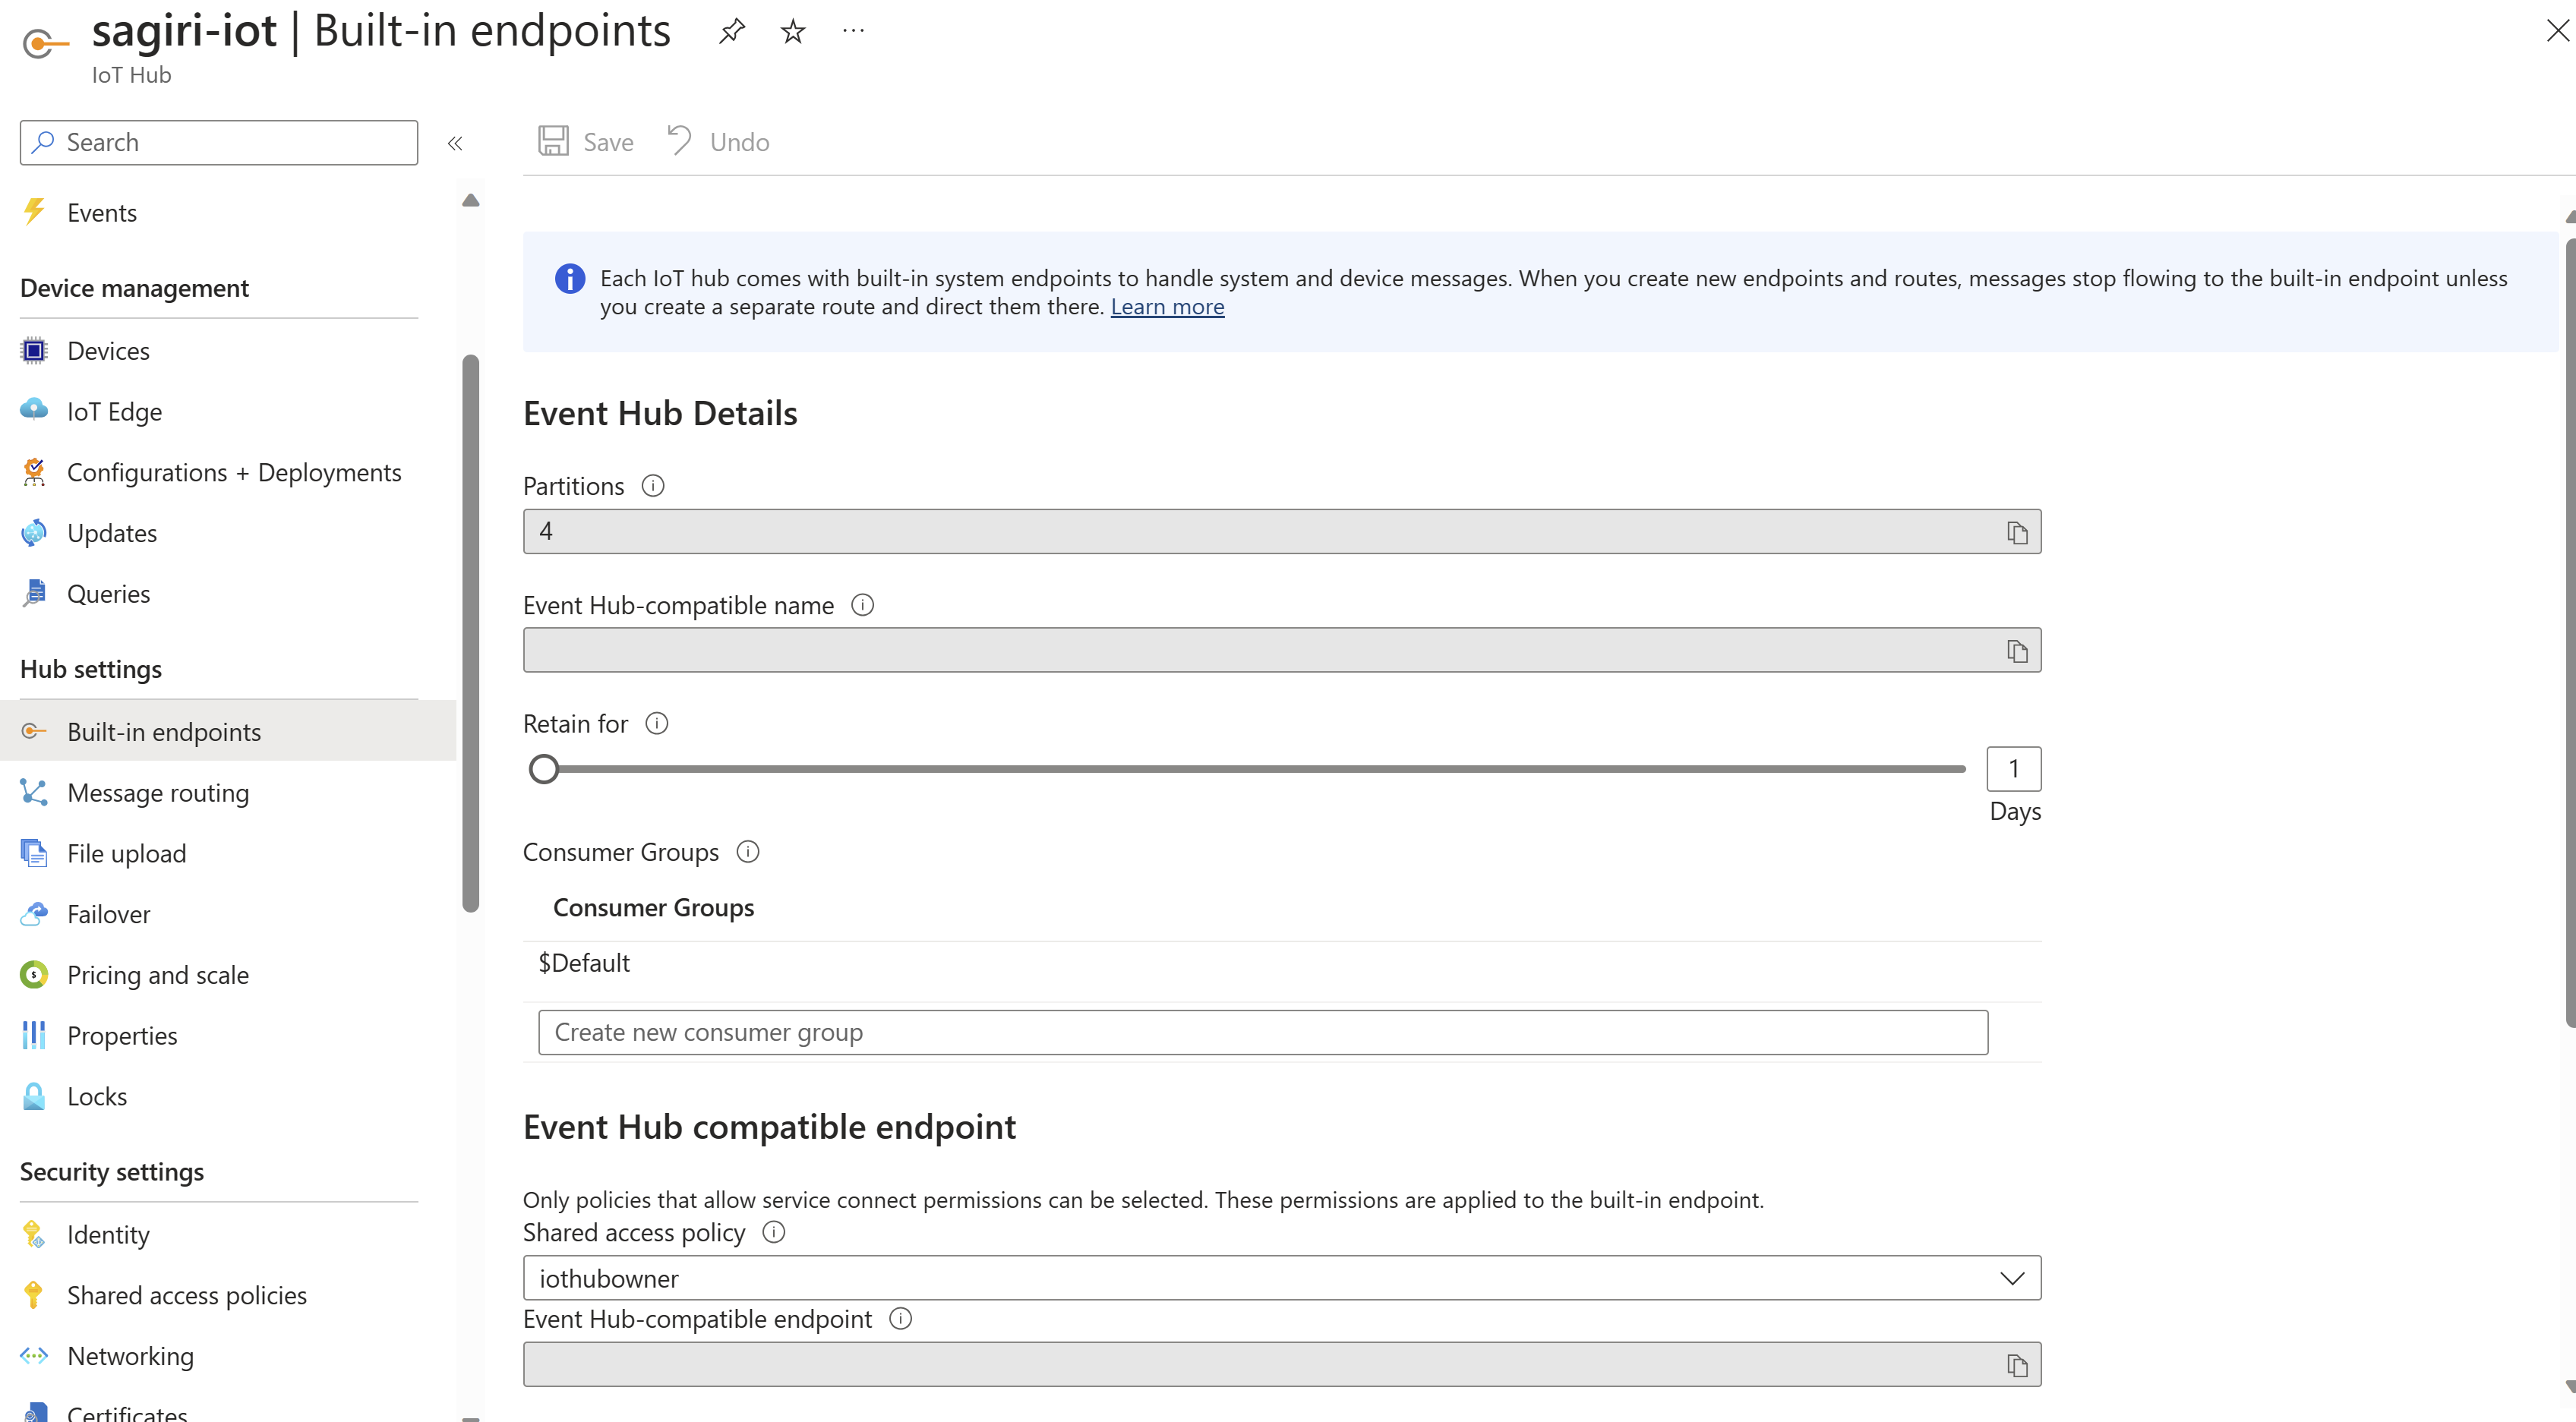 sagiri-iot | Built-in endpoints
IoT Hub
Search
Save
Undo
Events
Device management
Devices
IoT Edge
Configurations + Deployments
Updates
Queries
Hub settings
Built-in endpoints
Message routing
File upload
Failover
Pricing and scale
Properties
Locks
Security settings
Identity
Shared access policies
Networking
Certificates
Each IoT hub comes with built-in system endpoints to handle system and device messages. When you create new endpoints and routes, messages stop flowing to the built-in endpoint unless
you create a separate route and direct them there. Learn more
Event Hub Details
Partitions
4
Event Hub-compatible name
Retain for
1
Days
Consumer Groups
Consumer Groups
$Default
Create new consumer group
Event Hub compatible endpoint
Only policies that allow service connect permissions can be selected. These permissions are applied to the built-in endpoint.
Shared access policy
iothubowner
Event Hub-compatible endpoint